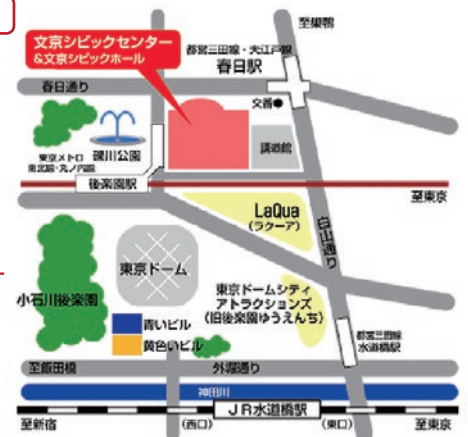 至巣鴨
文京シビックセンター
&文京シビックホール
都営三田線・大江戸線
春日駅
春日通り
交番
礫川公園
講道館
東京メトロ
南北線・丸ノ内線
後楽園駅
至東京
LaQua
(ラクーア)
白山通り
東京ドーム
小石川後楽園
東京ドームシティ
アトラクションズ
(旧後楽園ゆうえんち)
青いビル
黄色いビル
都営三田線
水道橋駅
至飯田橋
外堀通り
神田川
JR水道橋駅
至新宿
(西口)
(東口)
至東京